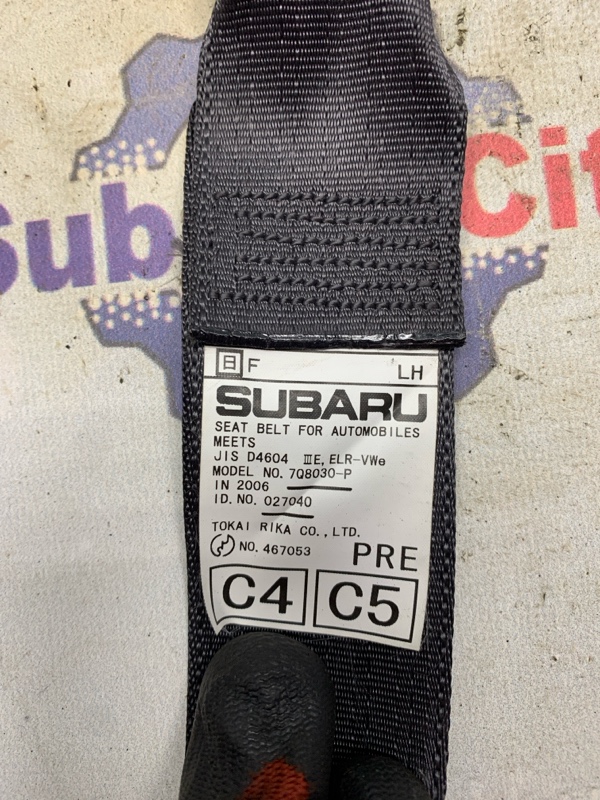 Sub Cit
日 F LH
SUBARU
SEAT BELT FOR AUTOMOBILES
MEETS
JIS D4604 ⅢE, ELR-VWe
MODEL NO. 7Q8030-P
IN 2006
ID. NO. 027040
TOKAI RIKA CO., LTD.
NO. 467053 PRE
C4 C5